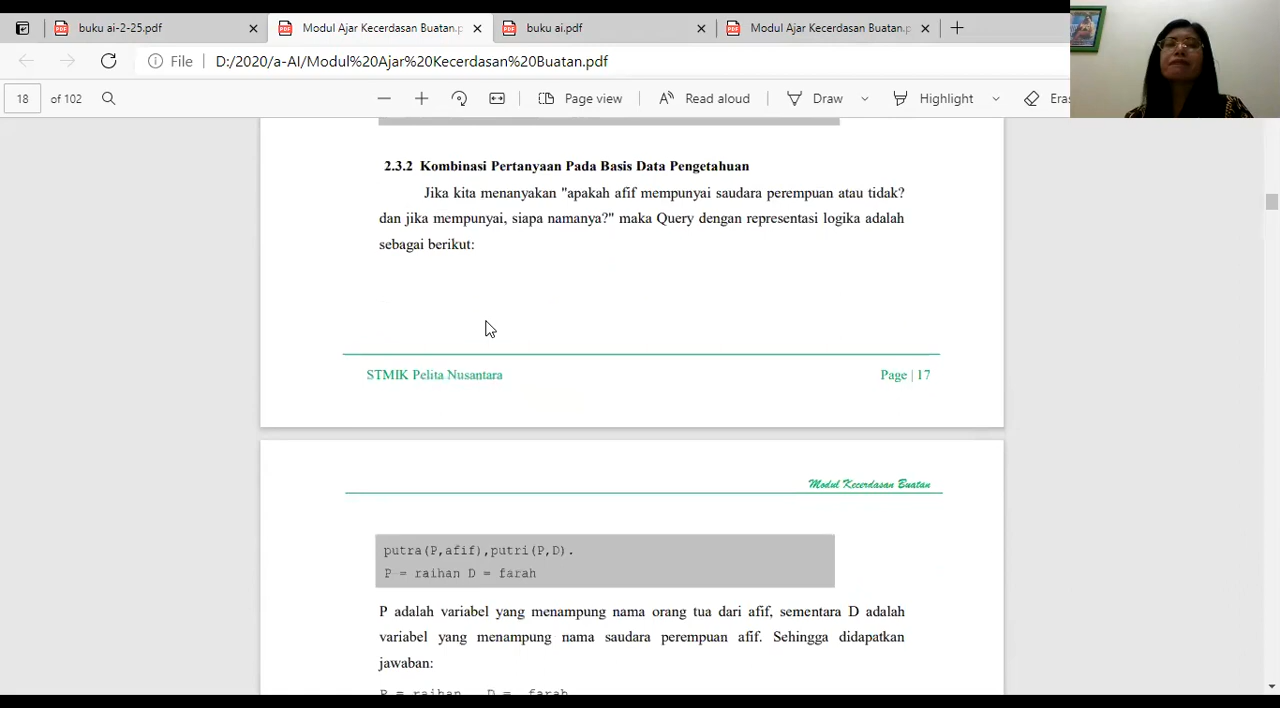 buku ai-2-25.pdf
Modul Ajar Kecerdasan Buatan.p
buku ai.pdf
Modul Ajar Kecerdasan Buatan.p
File
D:/2020/a-AI/Modul%20Ajar%20Kecerdasan%20Buatan.pdf
18 of 102
Page view
Read aloud
Draw
Highlight
Eras
2.3.2 Kombinasi Pertanyaan Pada Basis Data Pengetahuan
Jika kita menanyakan "apakah afif mempunyai saudara perempuan atau tidak?
dan jika mempunyai, siapa namanya?" maka Query dengan representasi logika adalah
sebagai berikut:
STMIK Pelita Nusantara
Page | 17
Modul Kecerdasan Buatan
putra(P,afif),putri(P,D).
P = raihan D = farah
P adalah variabel yang menampung nama orang tua dari afif, sementara D adalah
variabel yang menampung nama saudara perempuan afif. Sehingga didapatkan
jawaban:
P = raihan D = farah